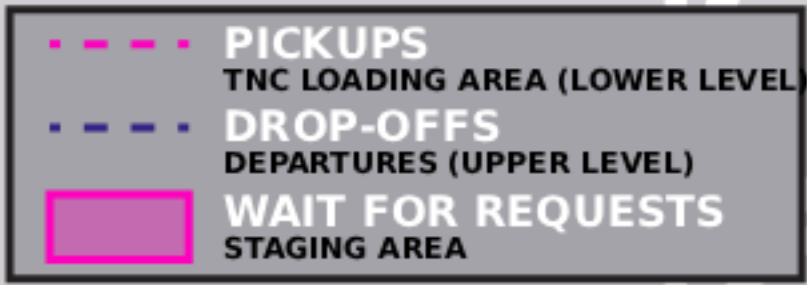 PICKUPS
TNC LOADING AREA (LOWER LEVEL)
DROP-OFFS
DEPARTURES (UPPER LEVEL)
WAIT FOR REQUESTS
STAGING AREA